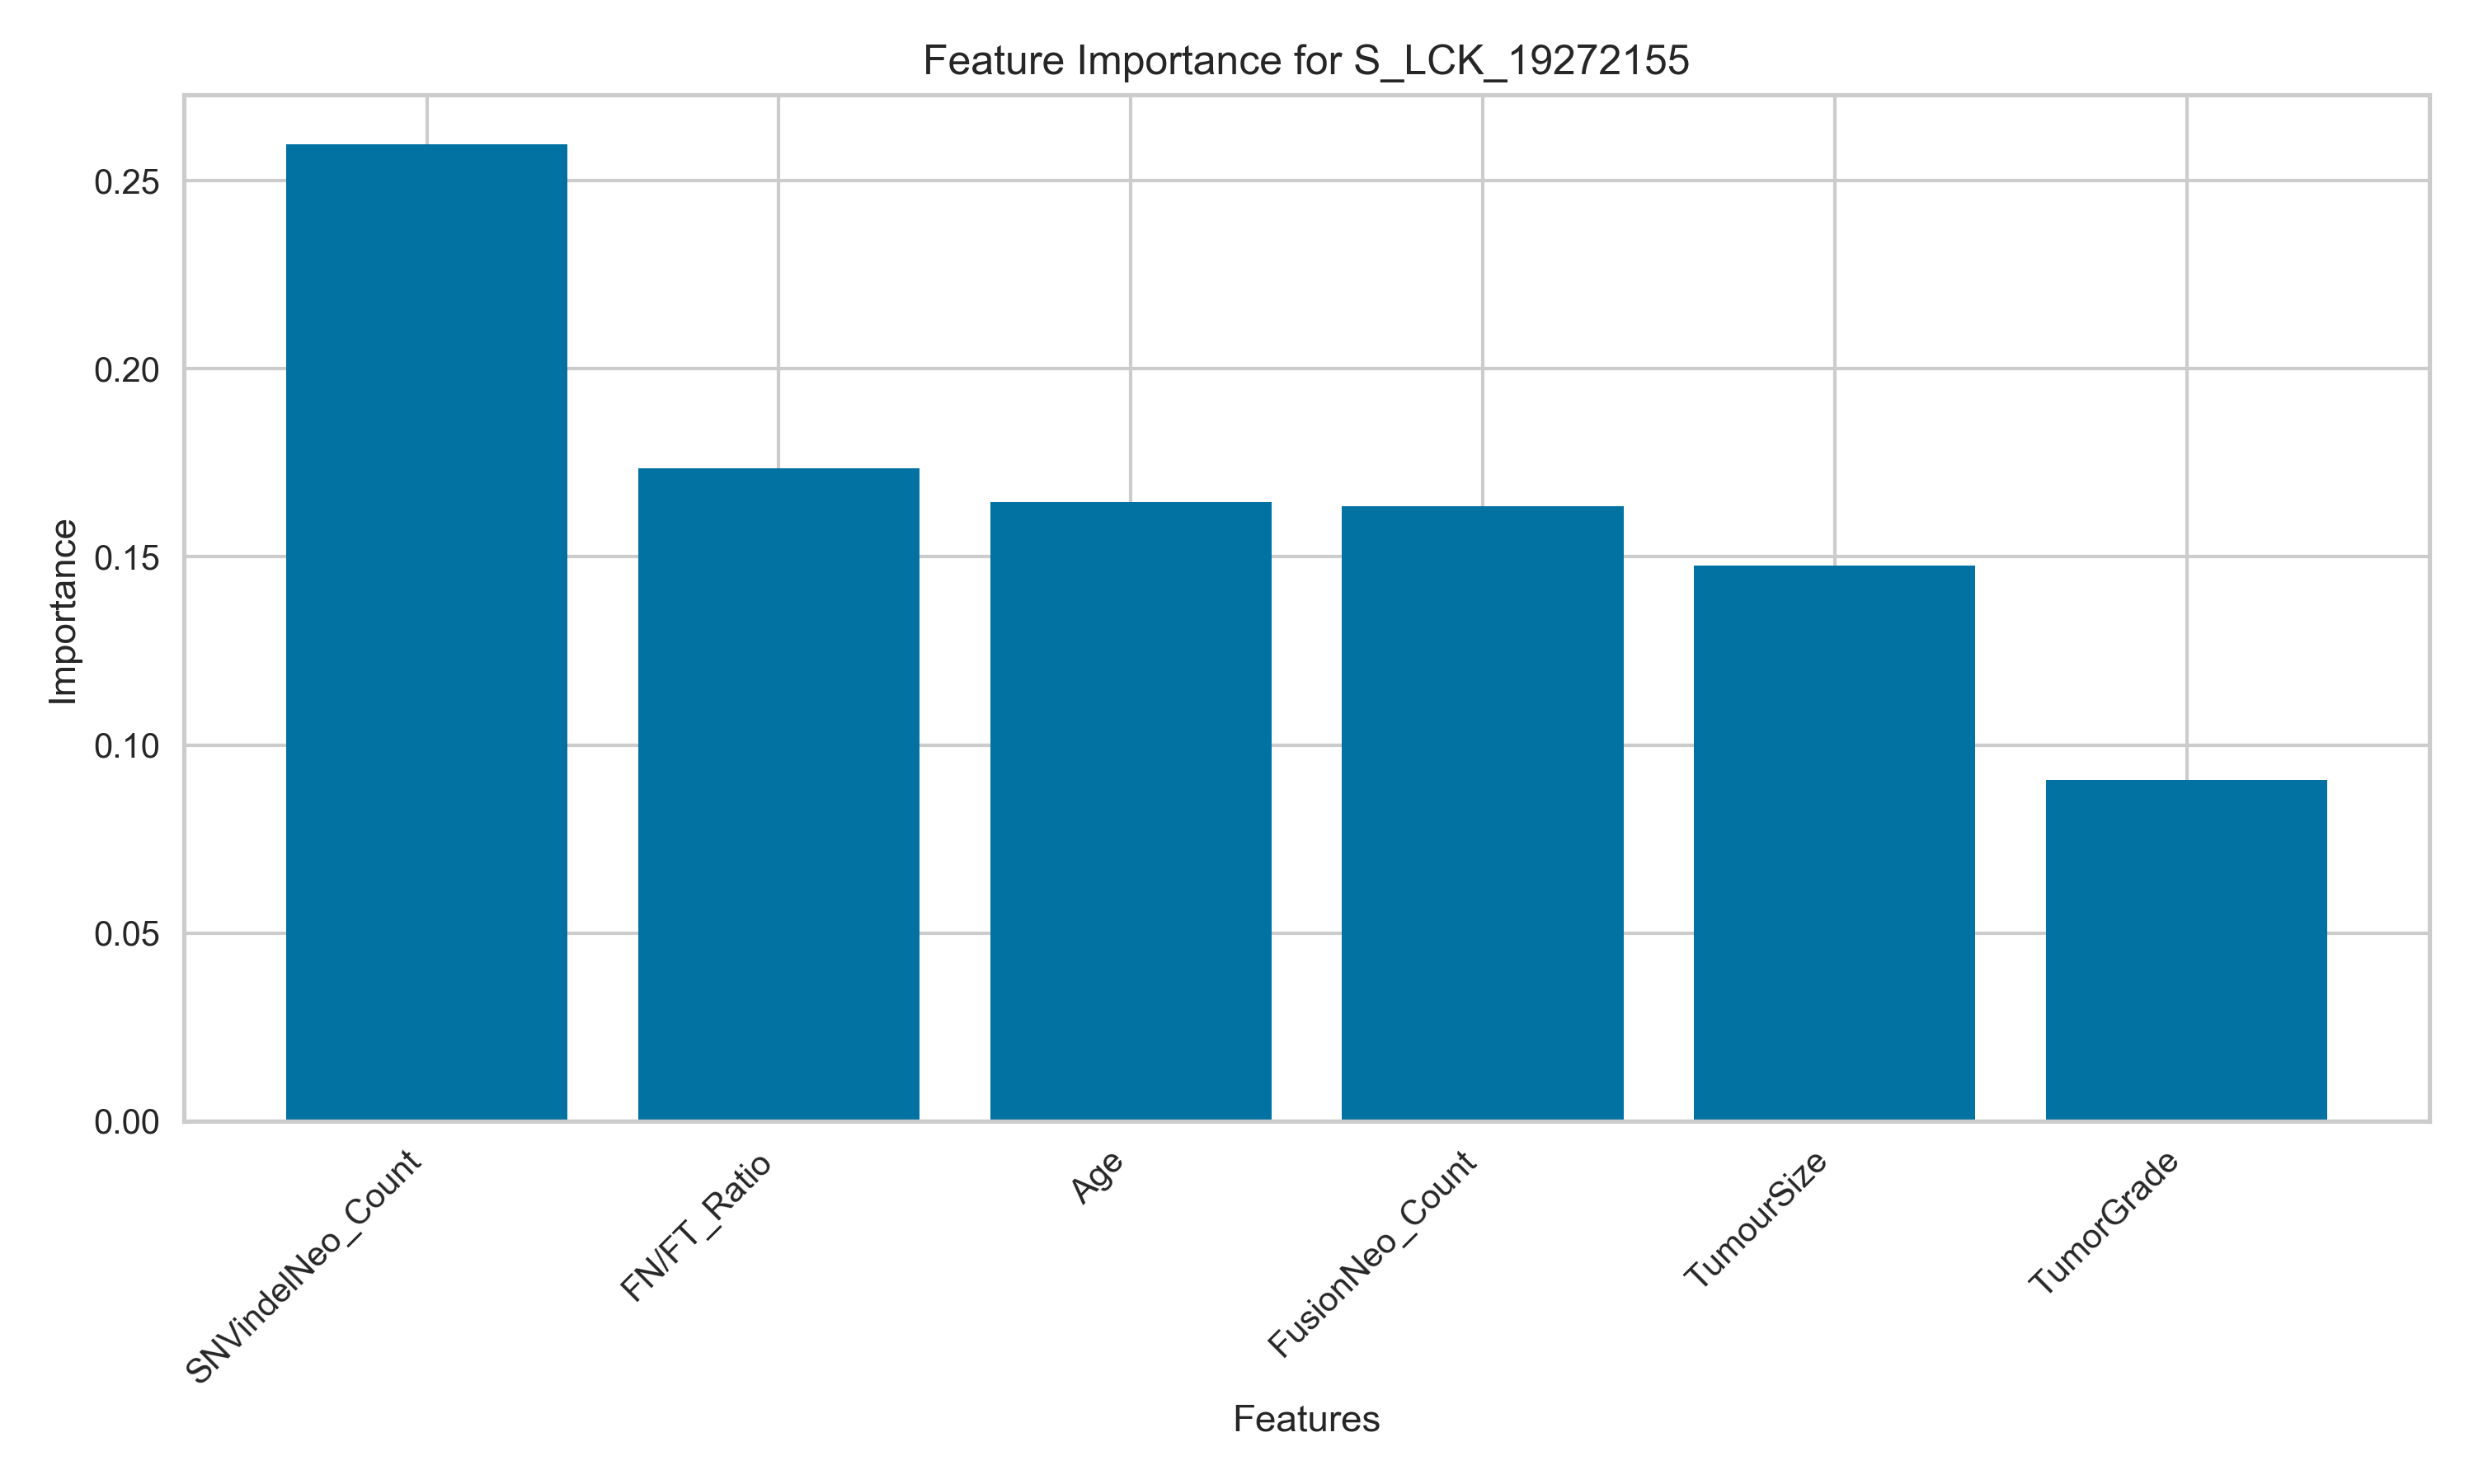 Feature Importance for S_LCK_19272155
Importance
0.25
0.20
0.15
0.10
0.05
0.00
SNVindelNeo_Count
FN/FT_Ratio
Age
FusionNeo_Count
TumourSize
TumorGrade
Features